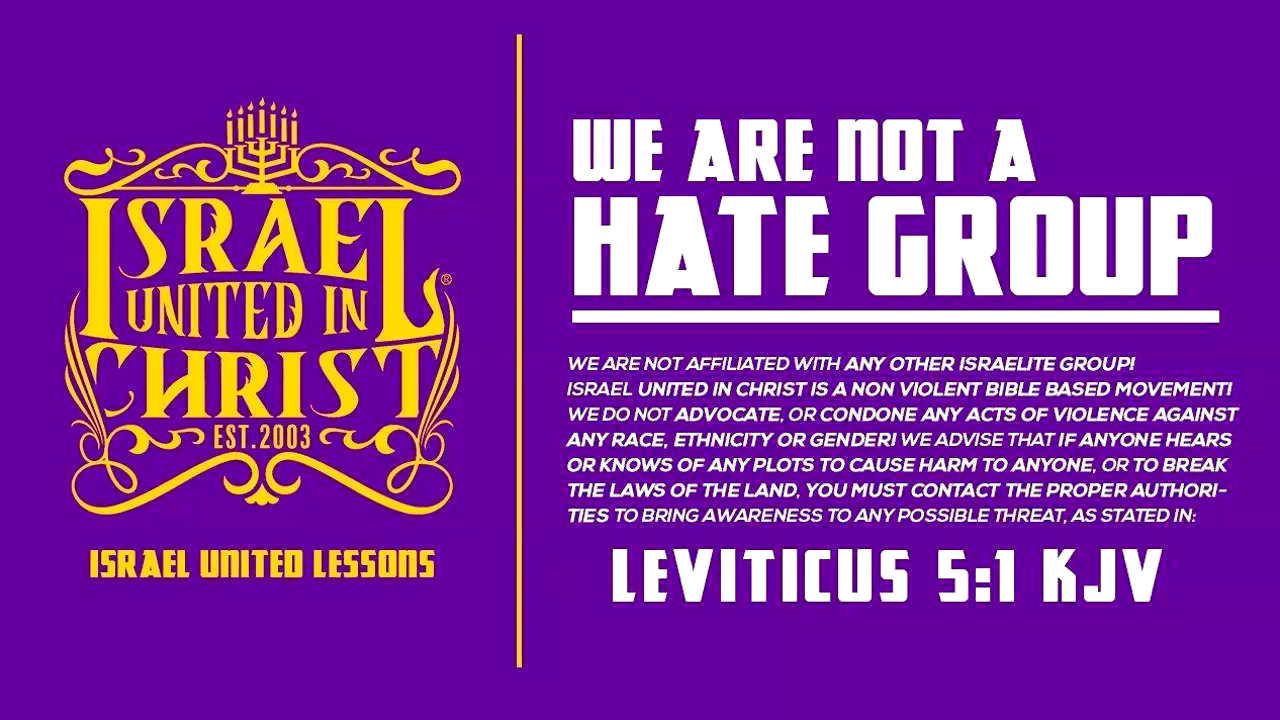 ISRAEL
UNITED IN
CHRIST
EST.2003
®
ISRAEL UNITED LESSONS
WE ARE NOT A
HATE GROUP
WE ARE NOT AFFILIATED WITH ANY OTHER ISRAELITE GROUP!
ISRAEL UNITED IN CHRIST IS A NON VIOLENT BIBLE BASED MOVEMENT!
WE DO NOT ADVOCATE, OR CONDONE ANY ACTS OF VIOLENCE AGAINST
ANY RACE, ETHNICITY OR GENDER! WE ADVISE THAT IF ANYONE HEARS
OR KNOWS OF ANY PLOTS TO CAUSE HARM TO ANYONE, OR TO BREAK
THE LAWS OF THE LAND, YOU MUST CONTACT THE PROPER AUTHORI-
TIES TO BRING AWARENESS TO ANY POSSIBLE THREAT, AS STATED IN:
LEVITICUS 5:1 KJV